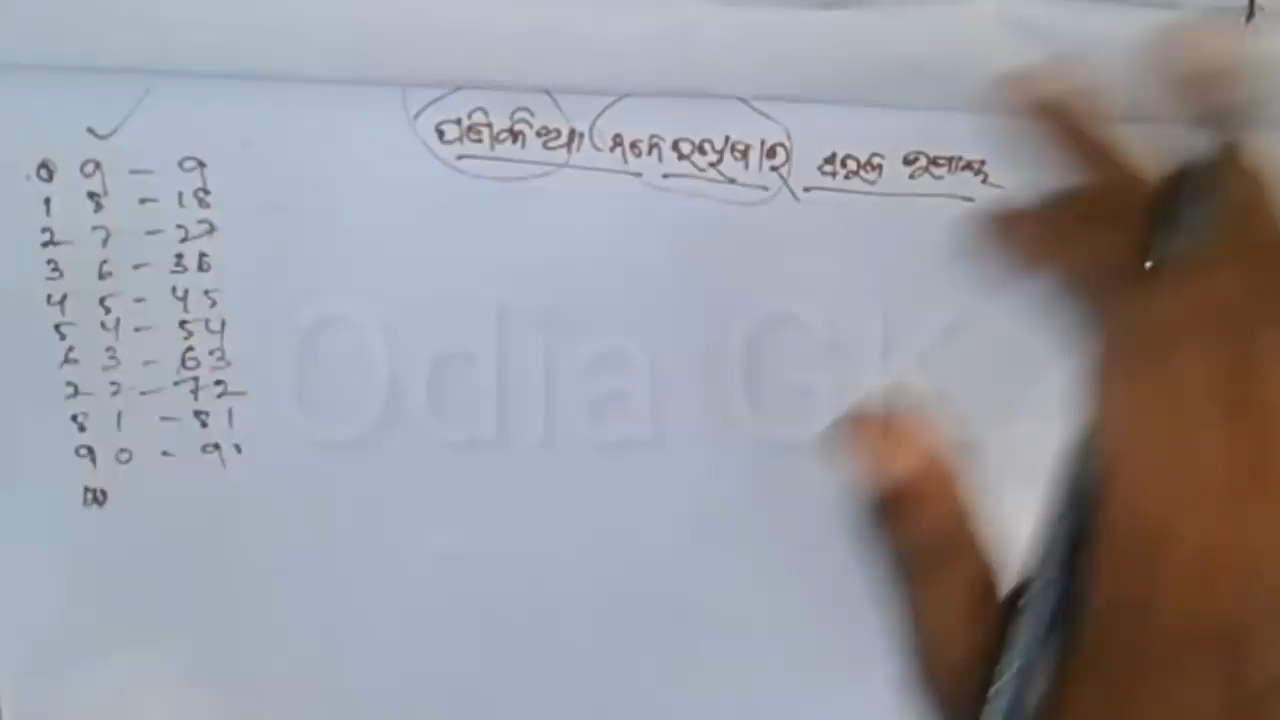 ପଣିକିଆ ମନେ ରଖିବାର ସହଜ ଉପାୟ
0 9 - 9
1 8 - 18
2 7 - 27
3 6 - 36
4 5 - 45
5 4 - 54
6 3 - 63
7 2 - 72
8 1 - 81
9 0 - 9
Odia GK